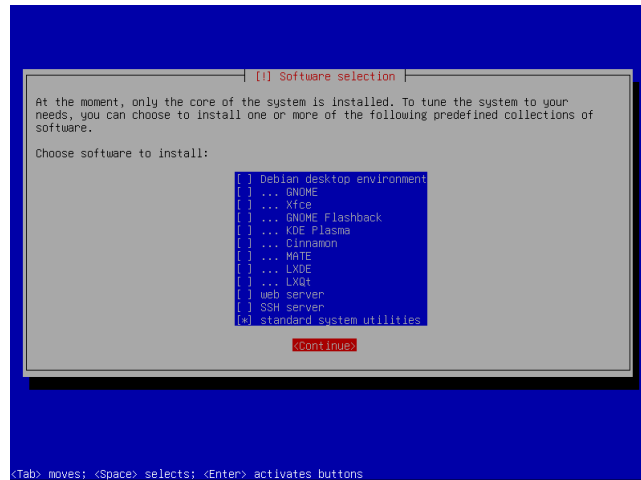 [!] Software selection
At the moment, only the core of the system is installed. To tune the system to your
needs, you can choose to install one or more of the following predefined collections of
software.
Choose software to install:
[ ] Debian desktop environment
[ ] ... GNOME
[ ] ... Xfce
[ ] ... GNOME Flashback
[ ] ... KDE Plasma
[ ] ... Cinnamon
[ ] ... MATE
[ ] ... LXDE
[ ] ... LXQt
[ ] web server
[ ] SSH server
[*] standard system utilities
<Continue>
<Tab> moves; <Space> selects; <Enter> activates buttons